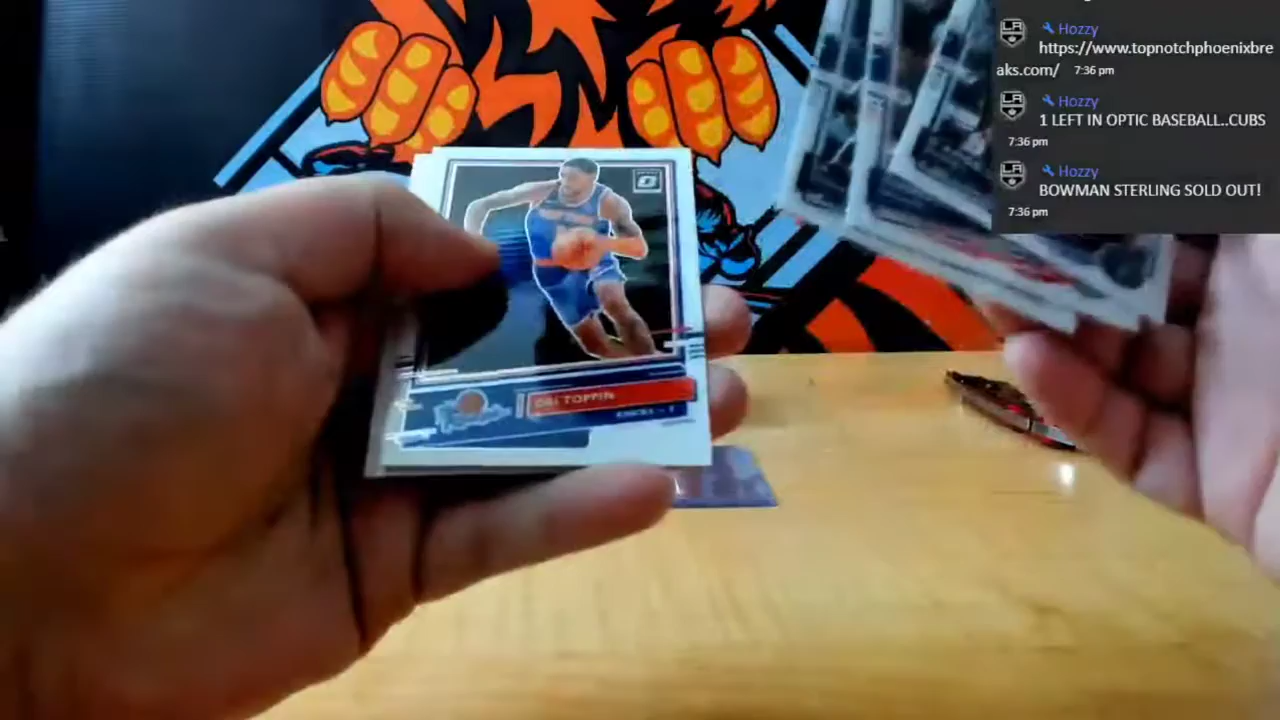 Hozzy
https://www.topnotchphoenixbre
aks.com/ 7:36 pm
Hozzy
1 LEFT IN OPTIC BASEBALL..CUBS
7:36 pm
Hozzy
BOWMAN STERLING SOLD OUT!
7:36 pm
OBI TOPPIN